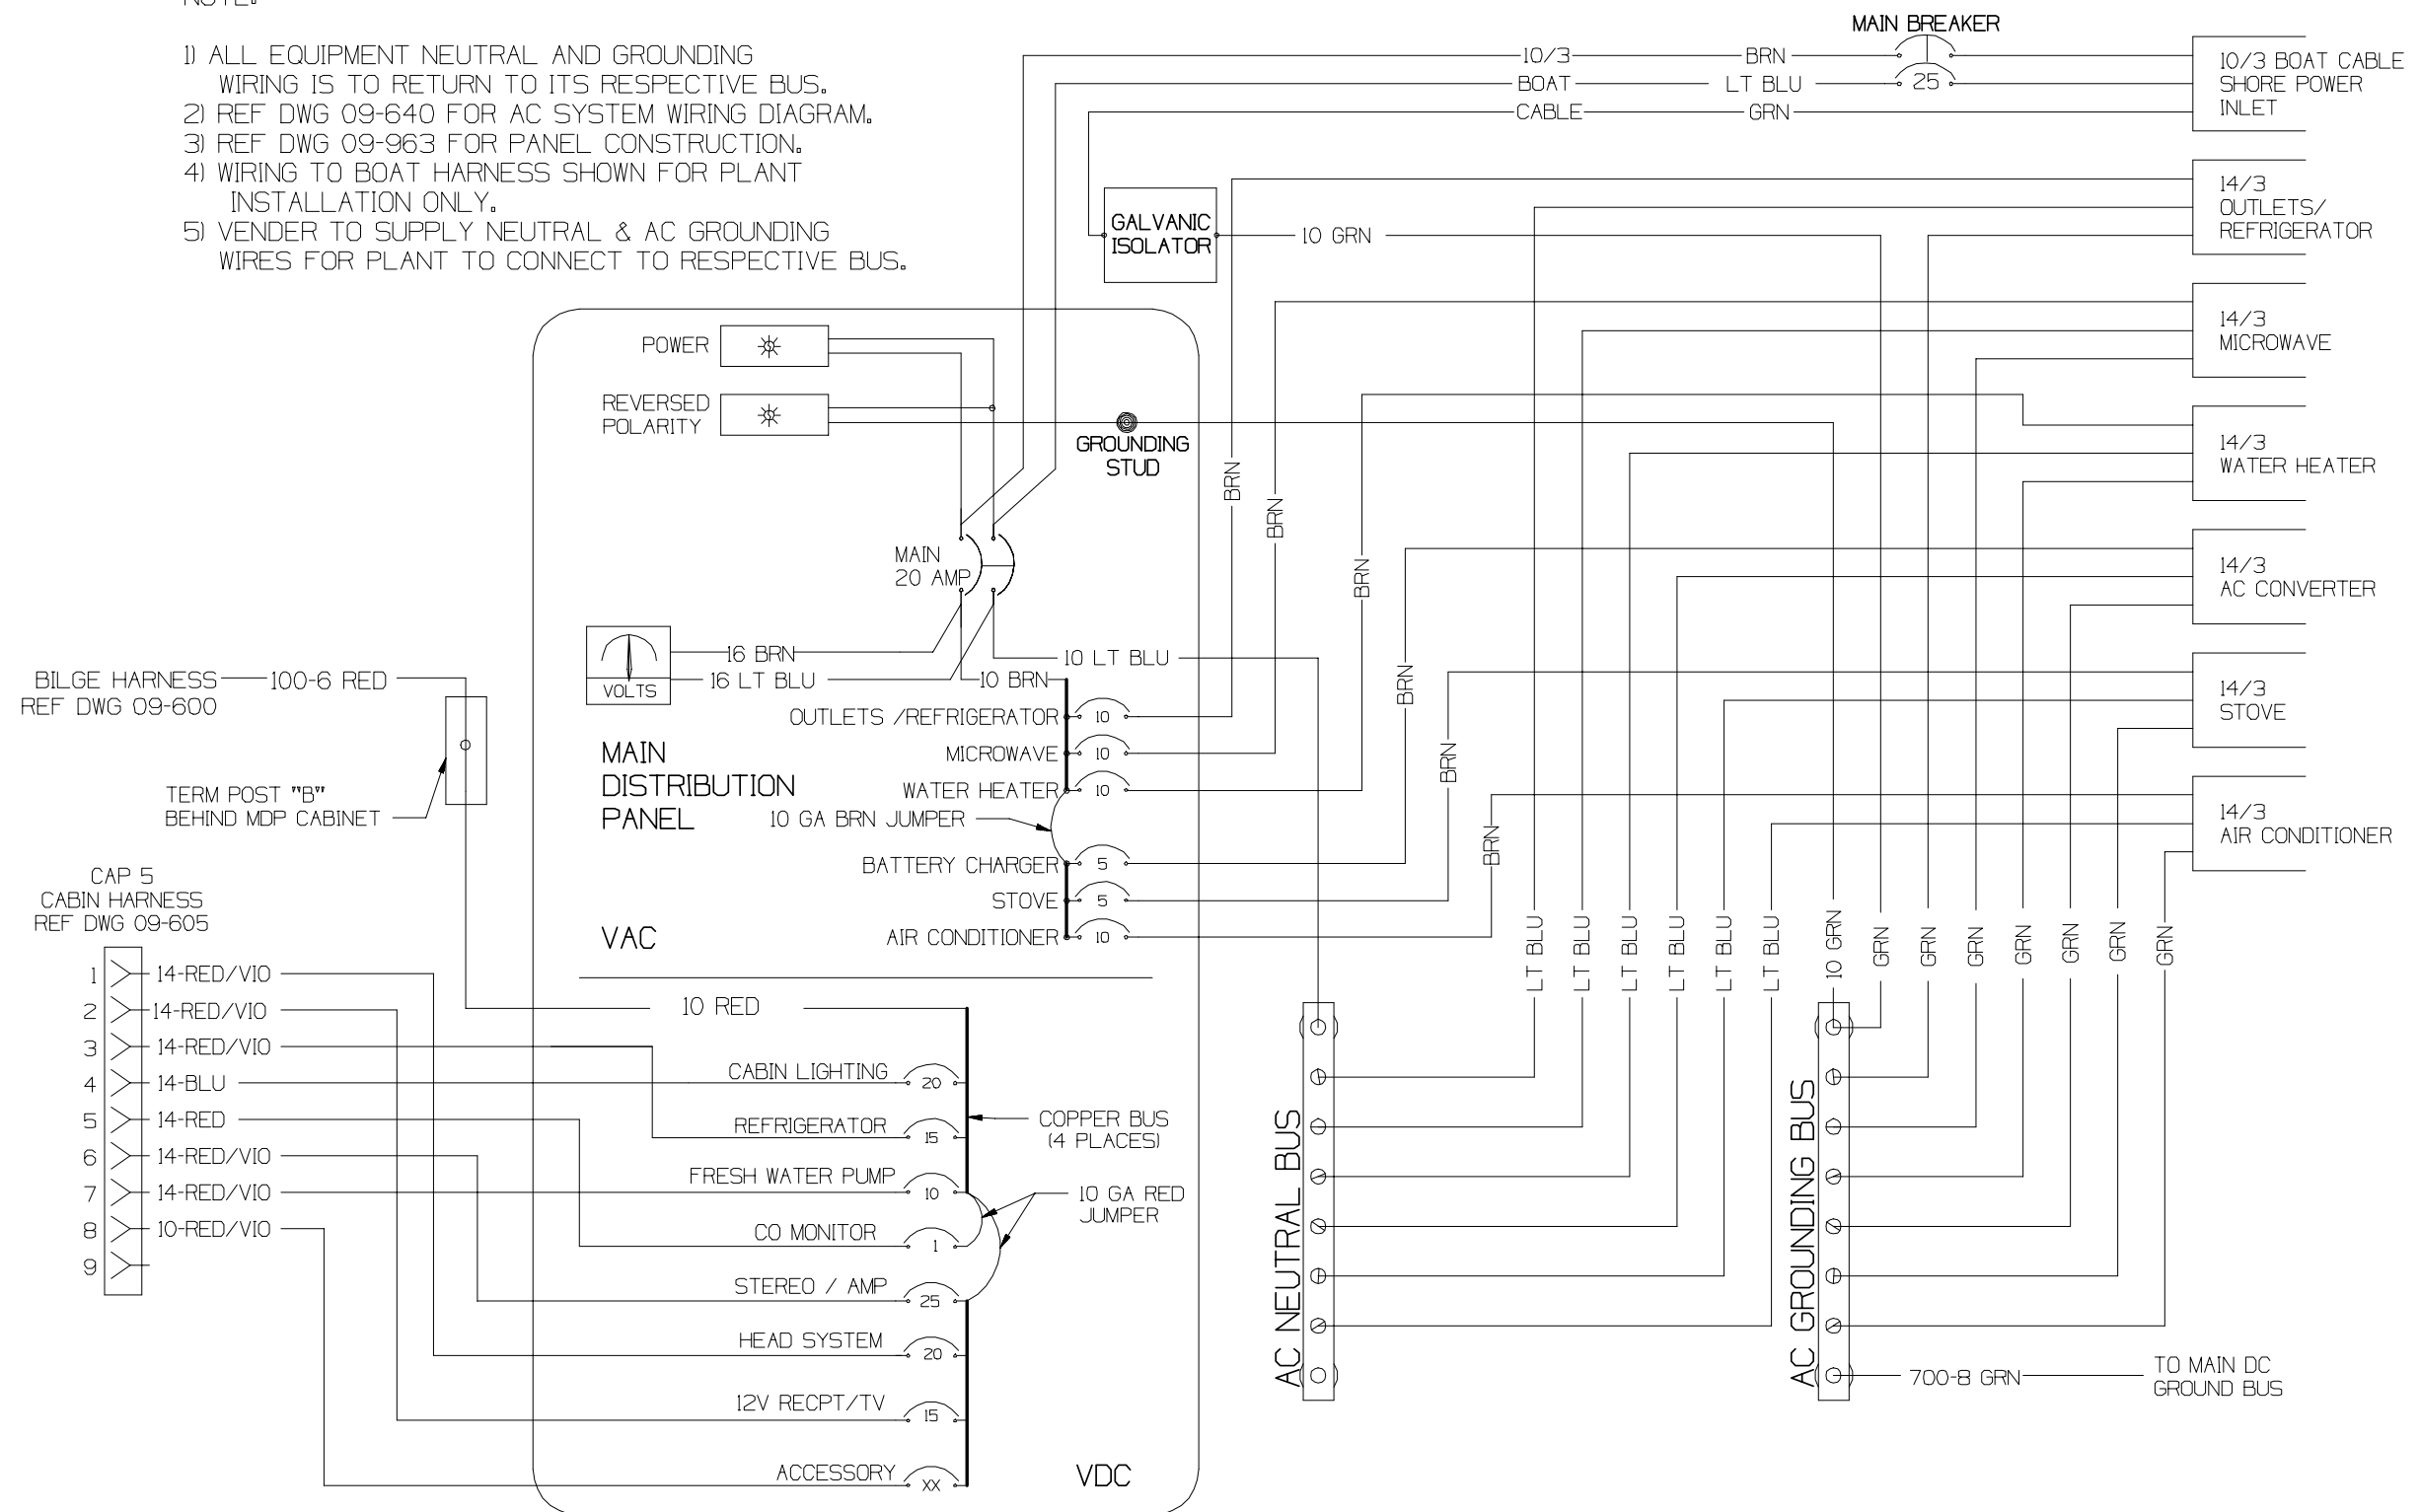 NOTE:
1) ALL EQUIPMENT NEUTRAL AND GROUNDING
WIRING IS TO RETURN TO ITS RESPECTIVE BUS.
2) REF DWG 09-640 FOR AC SYSTEM WIRING DIAGRAM.
3) REF DWG 09-963 FOR PANEL CONSTRUCTION.
4) WIRING TO BOAT HARNESS SHOWN FOR PLANT
INSTALLATION ONLY.
5) VENDER TO SUPPLY NEUTRAL & AC GROUNDING
WIRES FOR PLANT TO CONNECT TO RESPECTIVE BUS.
MAIN BREAKER
10/3 BRN
BOAT LT BLU 25
CABLE GRN
10/3 BOAT CABLE
SHORE POWER
INLET
14/3
OUTLETS/
REFRIGERATOR
GALVANIC
ISOLATOR
10 GRN
14/3
MICROWAVE
14/3
WATER HEATER
14/3
AC CONVERTER
14/3
STOVE
14/3
AIR CONDITIONER
POWER
REVERSED
POLARITY
GROUNDING
STUD
MAIN
20 AMP
VOLTS
16 BRN
16 LT BLU
10 LT BLU
10 BRN
BRN
BRN
BRN
BRN
BRN
BRN
OUTLETS /REFRIGERATOR 10
MICROWAVE 10
WATER HEATER 10
10 GA BRN JUMPER
BATTERY CHARGER 5
STOVE 5
AIR CONDITIONER 10
MAIN
DISTRIBUTION
PANEL
VAC
BILGE HARNESS 100-6 RED
REF DWG 09-600
TERM POST "B"
BEHIND MDP CABINET
CAP 5
CABIN HARNESS
REF DWG 09-605
1 14-RED/VIO
2 14-RED/VIO
3 14-RED/VIO
4 14-BLU
5 14-RED
6 14-RED/VIO
7 14-RED/VIO
8 10-RED/VIO
9
10 RED
CABIN LIGHTING 20
REFRIGERATOR 15
FRESH WATER PUMP 10
CO MONITOR 1
STEREO / AMP 25
HEAD SYSTEM 20
12V RECPT/TV 15
ACCESSORY XX
COPPER BUS
(4 PLACES)
10 GA RED
JUMPER
VDC
LT BLU
LT BLU
LT BLU
LT BLU
LT BLU
LT BLU
10 GRN
GRN
GRN
GRN
GRN
GRN
GRN
GRN
AC NEUTRAL BUS
AC GROUNDING BUS
700-8 GRN
TO MAIN DC
GROUND BUS